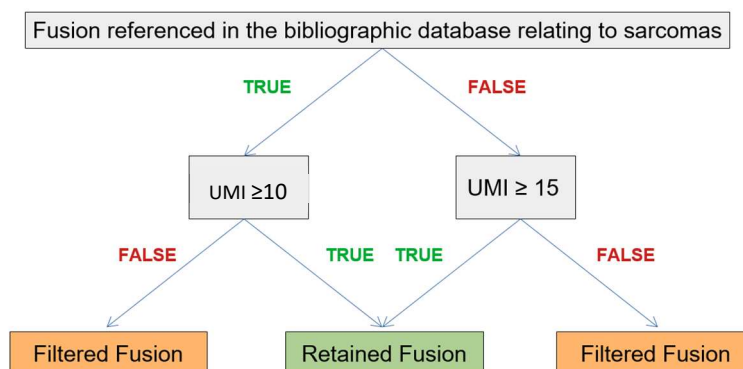 Fusion referenced in the bibliographic database relating to sarcomas
TRUE FALSE
UMI ≥10 UMI ≥ 15
FALSE TRUE TRUE FALSE
Filtered Fusion Retained Fusion Filtered Fusion